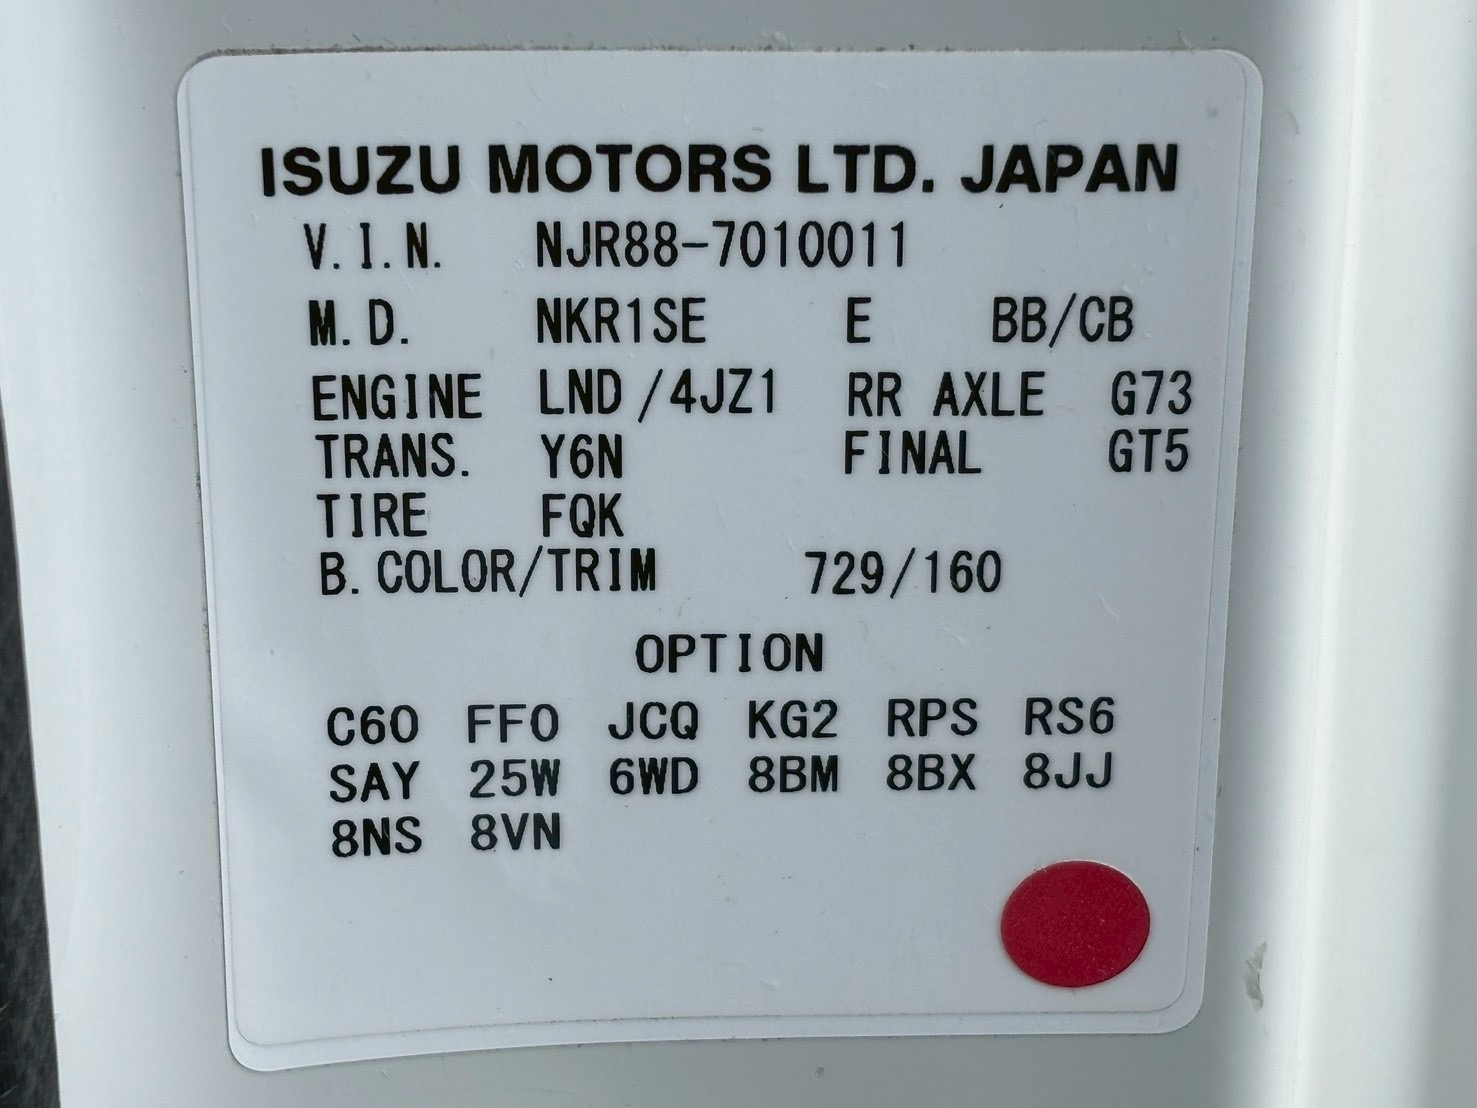 ISUZU MOTORS LTD. JAPAN
V.I.N. NJR88-7010011
M.D. NKR1SE E BB/CB
ENGINE LND /4JZ1 RR AXLE G73
TRANS. Y6N FINAL GT5
TIRE FQK
B.COLOR/TRIM 729/160
OPTION
C60 FF0 JCQ KG2 RPS RS6
SAY 25W 6WD 8BM 8BX 8JJ
8NS 8VN